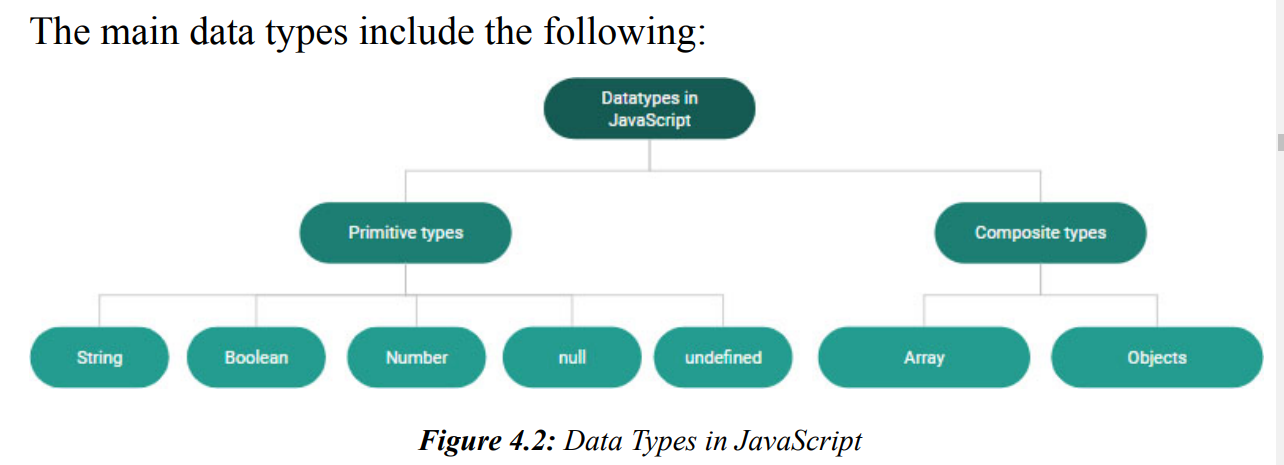 The main data types include the following:
Datatypes in
JavaScript
Primitive types
Composite types
String
Boolean
Number
null
undefined
Array
Objects
Figure 4.2: Data Types in JavaScript